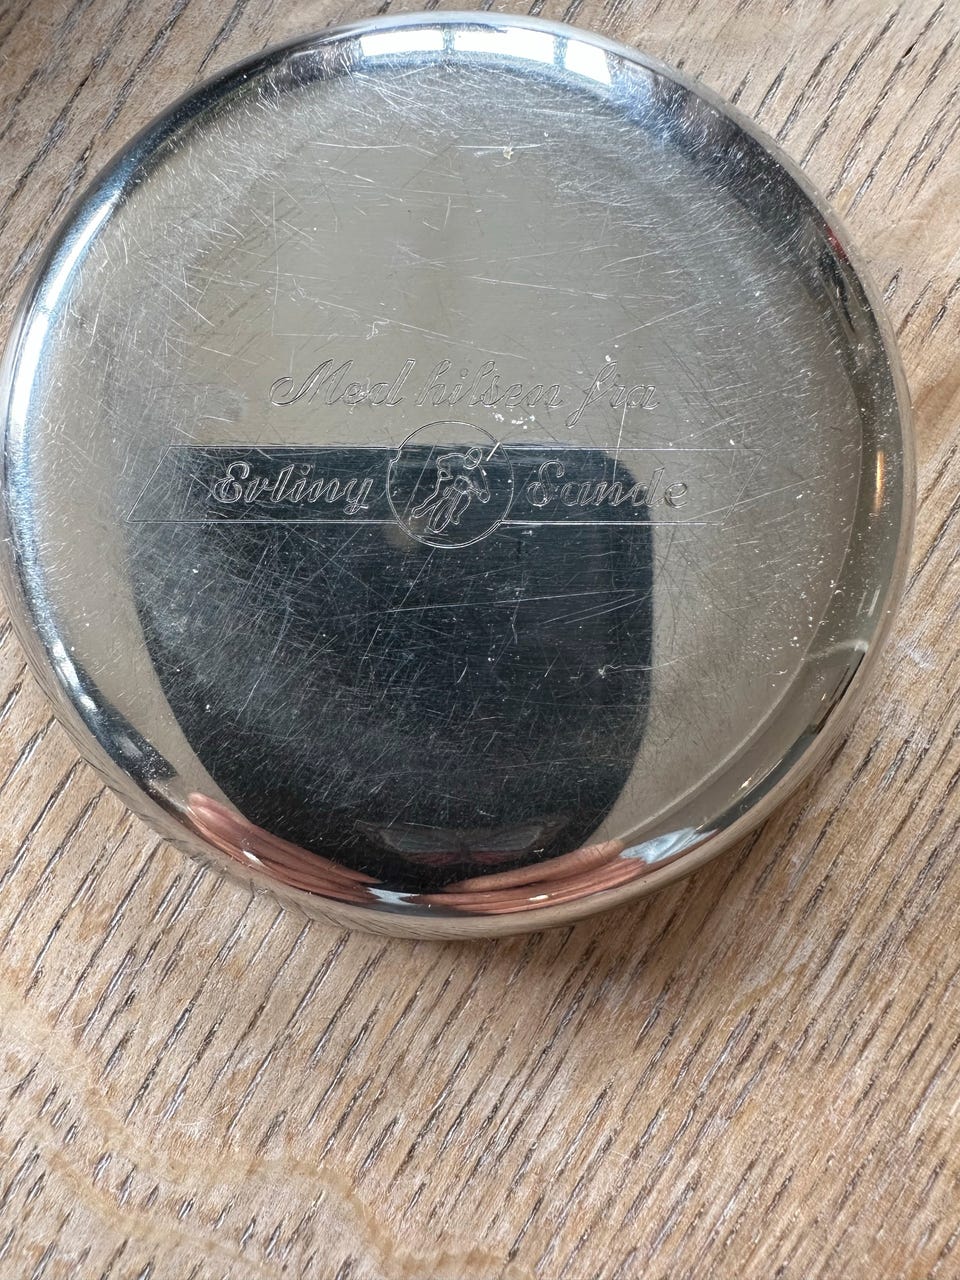 Med hilsen fra
Erling Sande